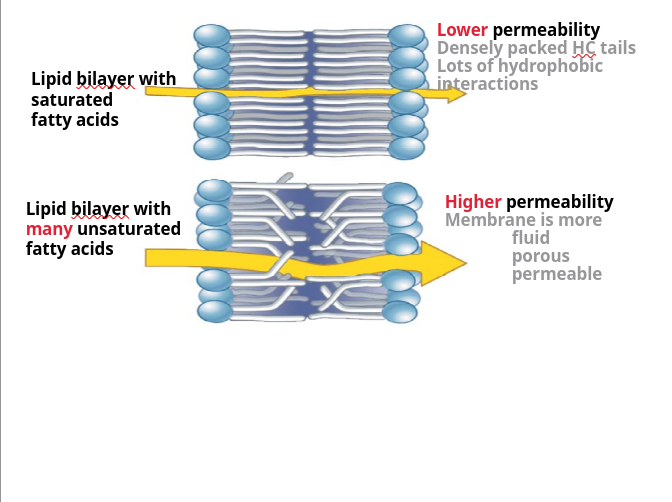 Lower permeability
Densely packed HC tails
Lots of hydrophobic
interactions
Lipid bilayer with
saturated
fatty acids
Lipid bilayer with
many unsaturated
fatty acids
Higher permeability
Membrane is more
fluid
porous
permeable